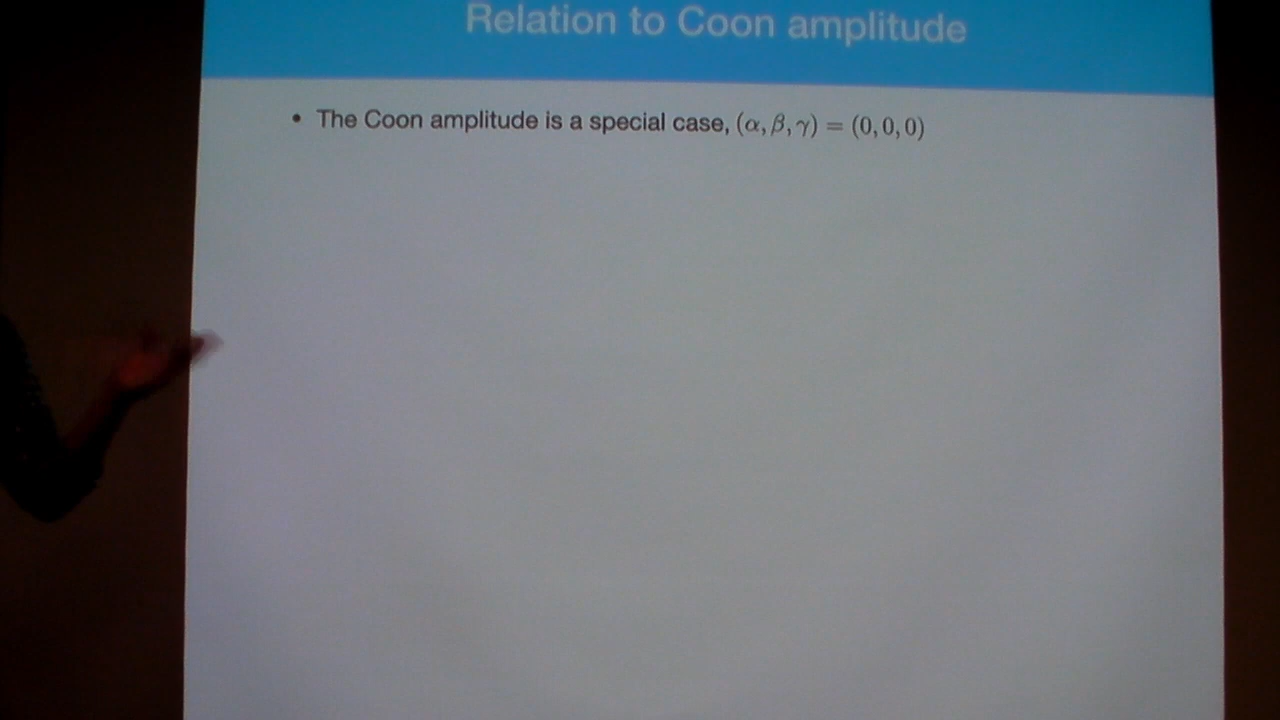 Relation to Coon amplitude
• The Coon amplitude is a special case, (α, β, γ) = (0, 0, 0)